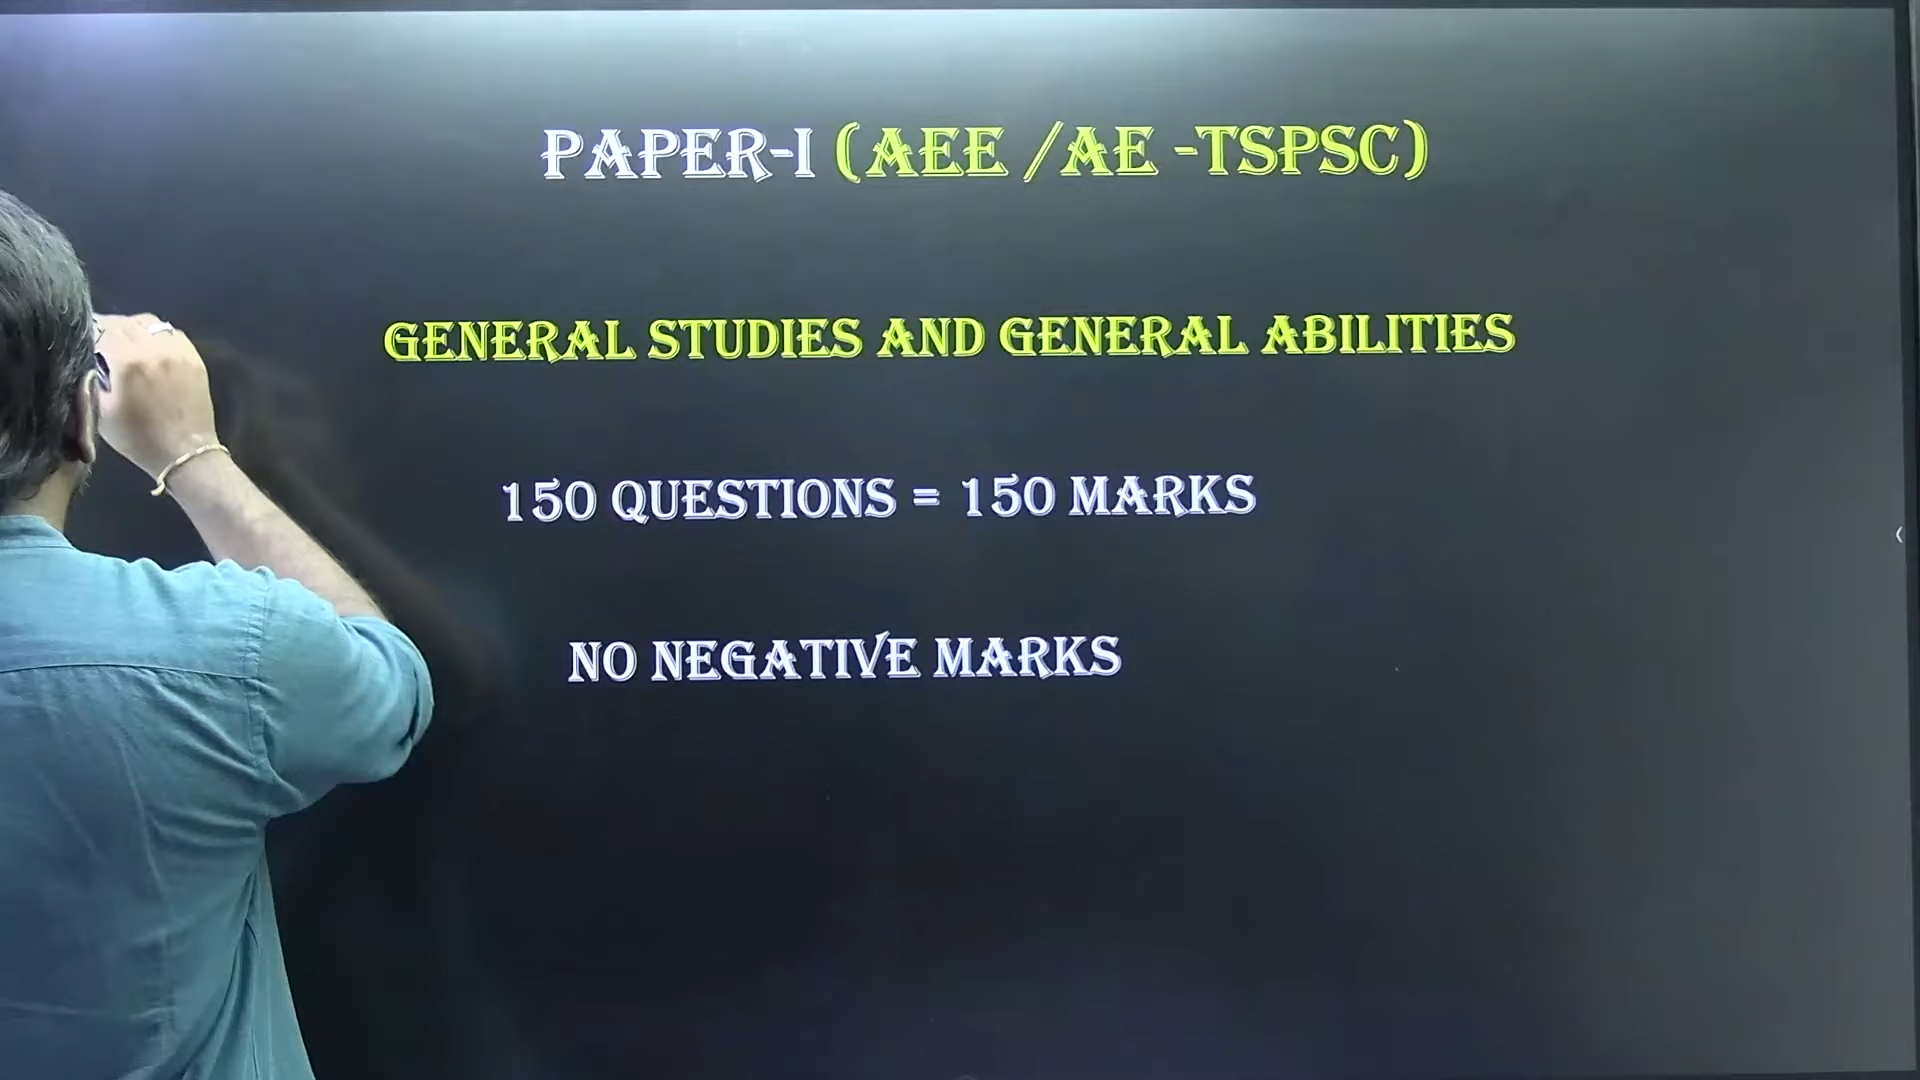 PAPER-I (AEE /AE -TSPSC)
GENERAL STUDIES AND GENERAL ABILITIES
150 QUESTIONS = 150 MARKS
NO NEGATIVE MARKS